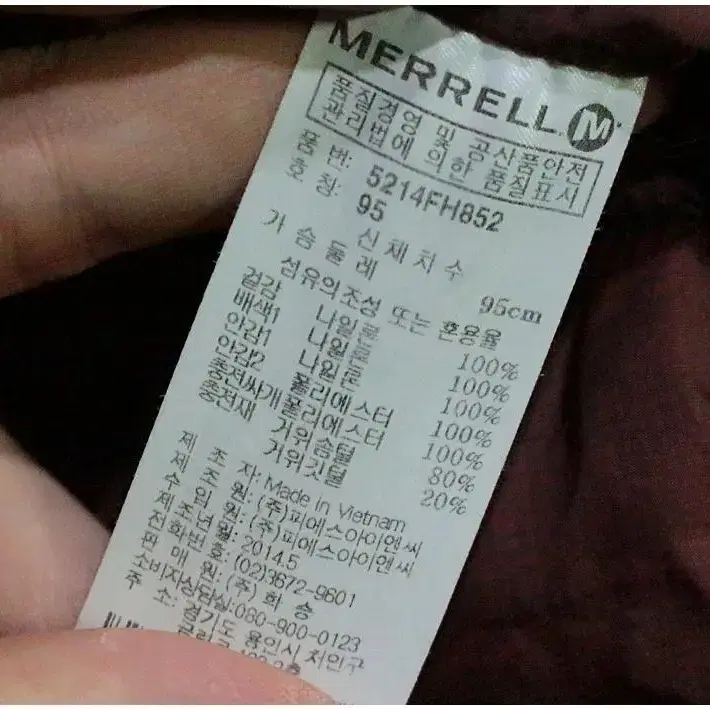 MERRELL M
품질경영 및 공산품안전
관리법에 의한 품질표시
품 번: 5214FH852
호 칭: 95
신체치수
가슴둘레 95cm
섬유의조성 또는 혼용율
겉감 나일론 100%
배색1 나일론 100%
안감1 나일론 100%
안감2 폴리에스터 100%
충전싸개 폴리에스터 100%
충전재 거위솜털 80%
거위깃털 20%
제 조 자: Made in Vietnam
제 조 원: (주)피에스아이앤씨
수 입 원: (주)피에스아이앤씨
제조년월: 2014.5
전화번호: (02)3672-9601
판 매 원: (주) 화 승
소비자상담실:080-900-0123
주 소: 경기도 용인시 처인구